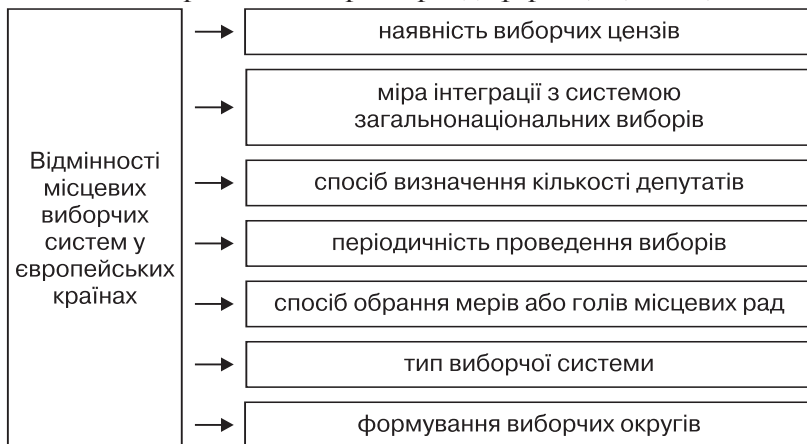 Відмінності
місцевих
виборчих
систем у
європейських
країнах
наявність виборчих цензів
міра інтеграції з системою
загальнонаціональних виборів
спосіб визначення кількості депутатів
періодичність проведення виборів
спосіб обрання мерів або голів місцевих рад
тип виборчої системи
формування виборчих округів